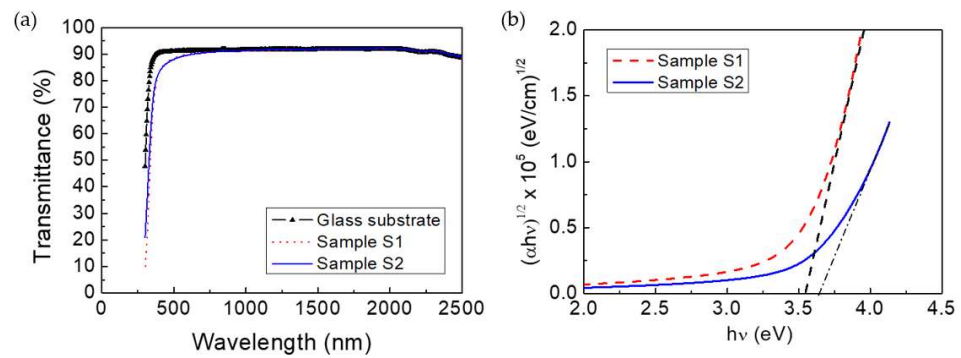 (a)
100
90
80
70
60
50
40
30
20
10
0
Transmittance (%)
Glass substrate
Sample S1
Sample S2
0 500 1000 1500 2000 2500
Wavelength (nm)
(b)
2.0
1.5
1.0
0.5
0.0
(αhν)^1/2 x 10^5 (eV/cm)^1/2
Sample S1
Sample S2
2.0 2.5 3.0 3.5 4.0 4.5
hν (eV)